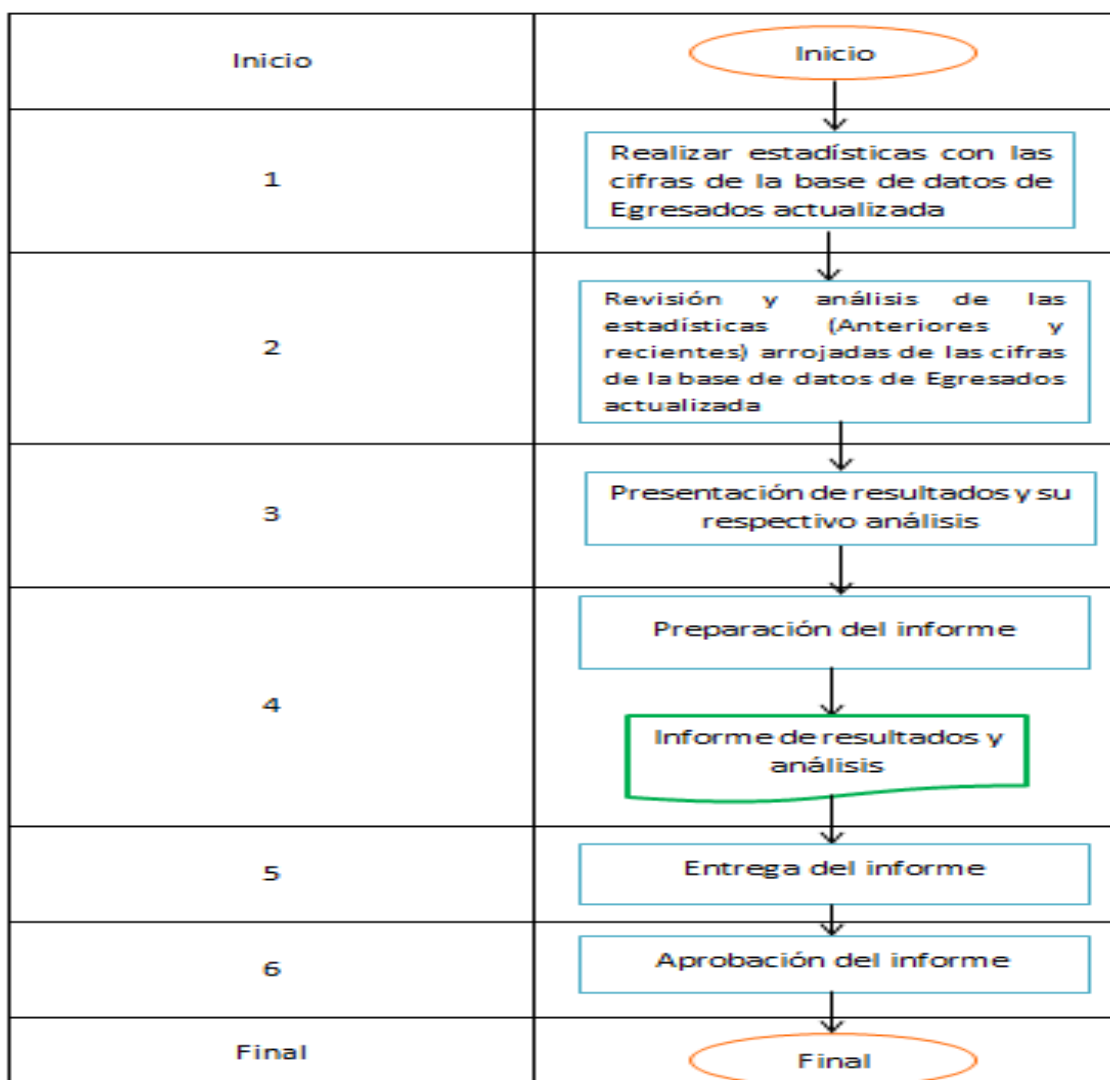 Inicio
Inicio
1
Realizar estadísticas con las
cifras de la base de datos de
Egresados actualizada
2
Revisión y análisis de las
estadísticas (Anteriores y
recientes) arrojadas de las cifras
de la base de datos de Egresados
actualizada
3
Presentación de resultados y su
respectivo análisis
4
Preparación del informe
Informe de resultados y
análisis
5
Entrega del informe
6
Aprobación del informe
Final
Final